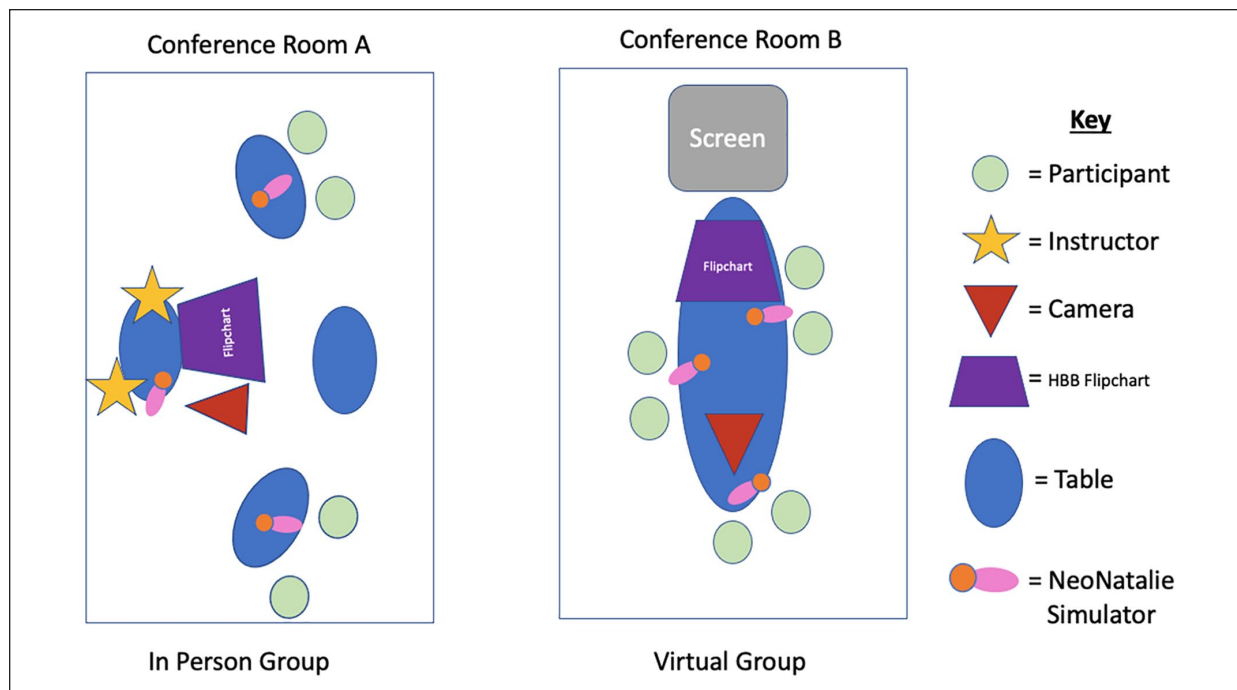 Conference Room A
Flipchart
In Person Group
Conference Room B
Screen
Flipchart
Virtual Group
Key
= Participant
= Instructor
= Camera
= HBB Flipchart
= Table
= NeoNatalie
Simulator